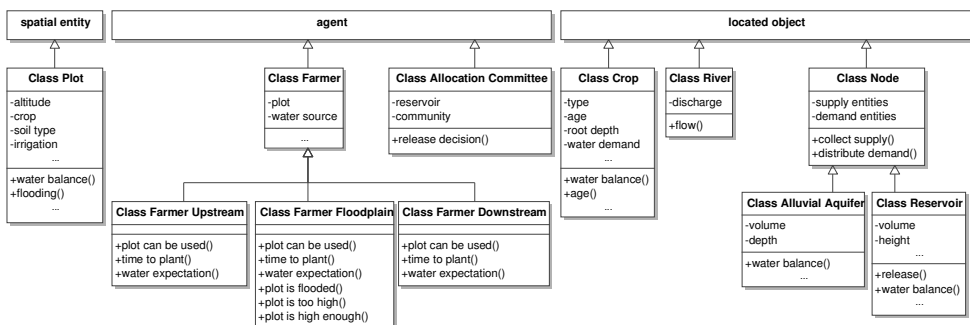 spatial entity
agent
located object
Class Plot
-altitude
-crop
-soil type
-irrigation
...
+water balance()
+flooding()
...
Class Farmer
-plot
-water source
...
Class Allocation Committee
-reservoir
-community
+release decision()
Class Crop
-type
-age
-root depth
-water demand
...
+water balance()
+age()
...
Class River
-discharge
+flow()
Class Node
-supply entities
-demand entities
+collect supply()
+distribute demand()
Class Farmer Upstream
+plot can be used()
+time to plant()
+water expectation()
Class Farmer Floodplain
+plot can be used()
+time to plant()
+water expectation()
+plot is flooded()
+plot is too high()
+plot is high enough()
Class Farmer Downstream
+plot can be used()
+time to plant()
+water expectation()
Class Alluvial Aquifer
-volume
-depth
+water balance()
...
Class Reservoir
-volume
-height
...
+release()
+water balance()
...